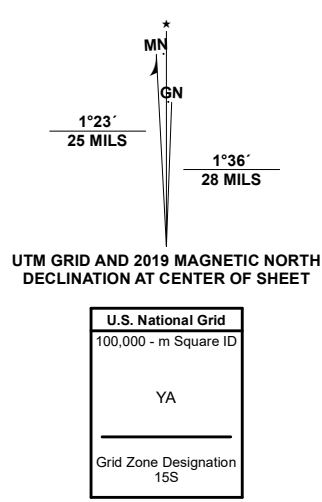 MN
GN
1°23´
25 MILS
1°36´
28 MILS
UTM GRID AND 2019 MAGNETIC NORTH
DECLINATION AT CENTER OF SHEET
U.S. National Grid
100,000 - m Square ID
YA
Grid Zone Designation
15S